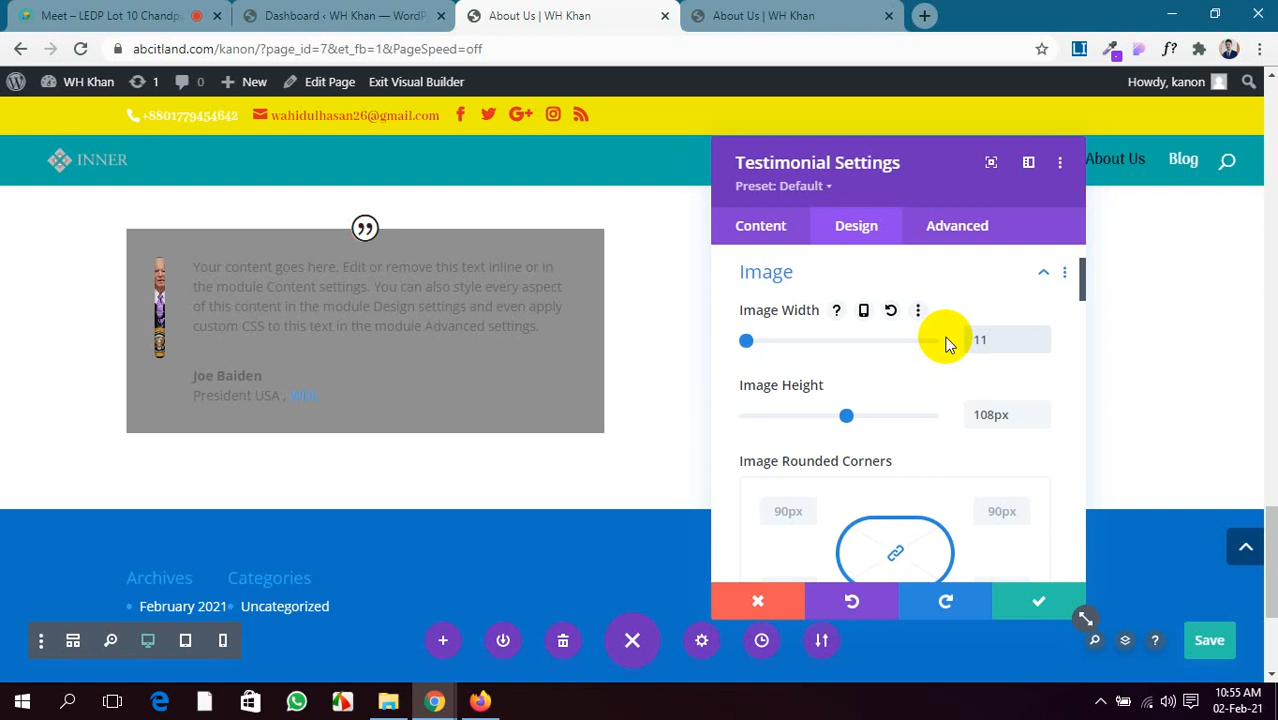 Meet – LEDP Lot 10 Chandp
Dashboard ‹ WH Khan — WordP
About Us | WH Khan
About Us | WH Khan
abcitland.com/kanon/?page_id=7&et_fb=1&PageSpeed=off
WH Khan 1 0 New Edit Page Exit Visual Builder Howdy, kanon
+8801779454642 wahidulhasan26@gmail.com
INNER
About Us Blog
Testimonial Settings
Preset: Default
Content Design Advanced
Your content goes here. Edit or remove this text inline or in
the module Content settings. You can also style every aspect
of this content in the module Design settings and even apply
custom CSS to this text in the module Advanced settings.
Joe Baiden
President USA ,
Image
Image Width ?
11
Image Height
108px
Image Rounded Corners
90px 90px
Archives Categories
February 2021 Uncategorized
? Save
10:55 AM
02-Feb-21